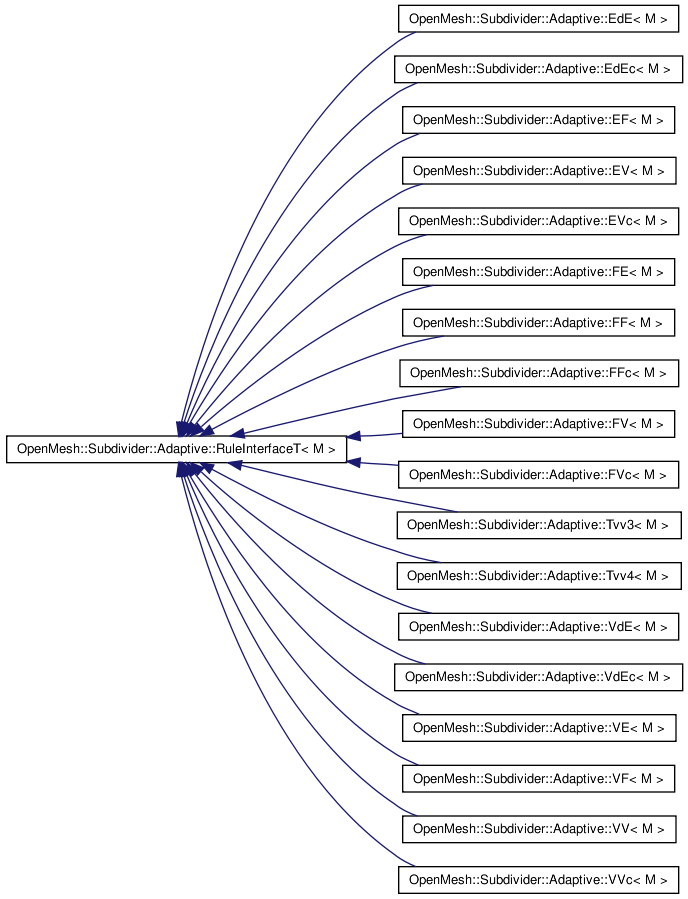 OpenMesh::Subdivider::Adaptive::EdE< M >
OpenMesh::Subdivider::Adaptive::EdEc< M >
OpenMesh::Subdivider::Adaptive::EF< M >
OpenMesh::Subdivider::Adaptive::EV< M >
OpenMesh::Subdivider::Adaptive::EVc< M >
OpenMesh::Subdivider::Adaptive::FE< M >
OpenMesh::Subdivider::Adaptive::FF< M >
OpenMesh::Subdivider::Adaptive::FFc< M >
OpenMesh::Subdivider::Adaptive::FV< M >
OpenMesh::Subdivider::Adaptive::RuleInterfaceT< M >
OpenMesh::Subdivider::Adaptive::FVc< M >
OpenMesh::Subdivider::Adaptive::Tvv3< M >
OpenMesh::Subdivider::Adaptive::Tvv4< M >
OpenMesh::Subdivider::Adaptive::VdE< M >
OpenMesh::Subdivider::Adaptive::VdEc< M >
OpenMesh::Subdivider::Adaptive::VE< M >
OpenMesh::Subdivider::Adaptive::VF< M >
OpenMesh::Subdivider::Adaptive::VV< M >
OpenMesh::Subdivider::Adaptive::VVc< M >